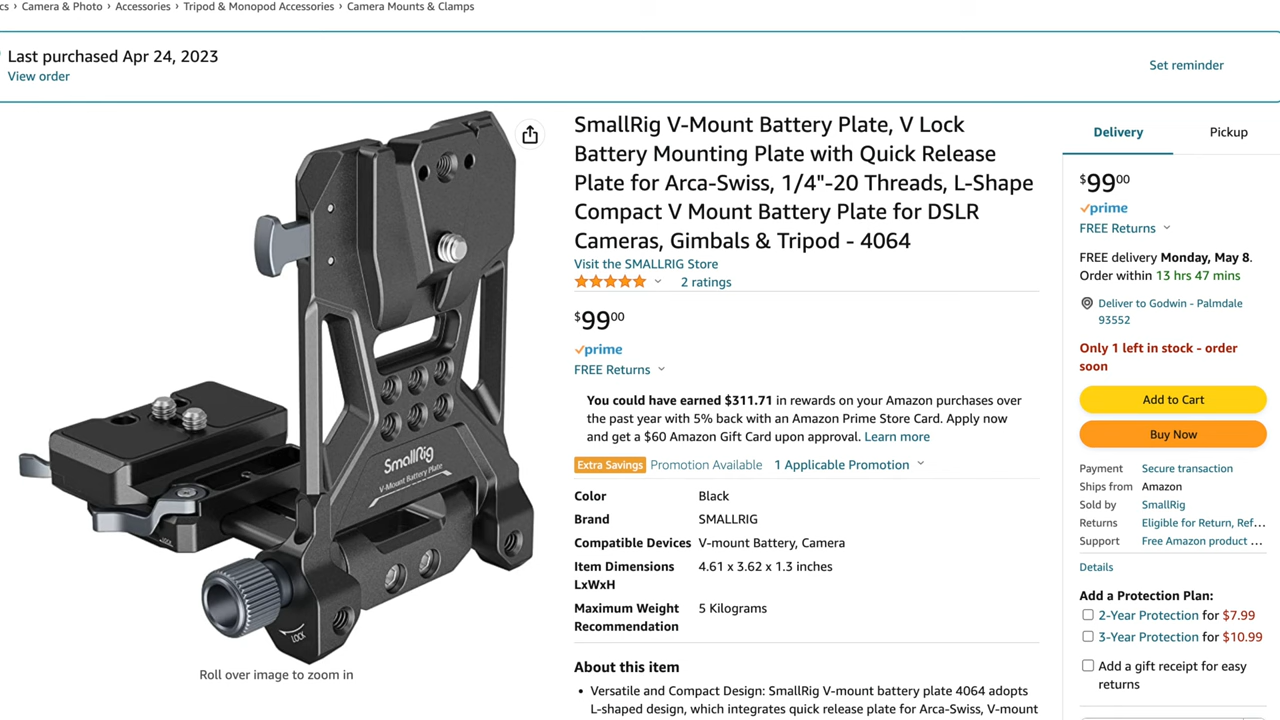 cs › Camera & Photo › Accessories › Tripod & Monopod Accessories › Camera Mounts & Clamps
Last purchased Apr 24, 2023
View order
Set reminder
SmallRig
V-Mount Battery Plate
LOCK
Roll over image to zoom in
SmallRig V-Mount Battery Plate, V Lock
Battery Mounting Plate with Quick Release
Plate for Arca-Swiss, 1/4"-20 Threads, L-Shape
Compact V Mount Battery Plate for DSLR
Cameras, Gimbals & Tripod - 4064
Visit the SMALLRIG Store
2 ratings
$9900
prime
FREE Returns
You could have earned $311.71 in rewards on your Amazon purchases over
the past year with 5% back with an Amazon Prime Store Card. Apply now
and get a $60 Amazon Gift Card upon approval. Learn more
Extra Savings Promotion Available 1 Applicable Promotion
Color Black
Brand SMALLRIG
Compatible Devices V-mount Battery, Camera
Item Dimensions 4.61 x 3.62 x 1.3 inches
LxWxH
Maximum Weight 5 Kilograms
Recommendation
About this item
• Versatile and Compact Design: SmallRig V-mount battery plate 4064 adopts
L-shaped design, which integrates quick release plate for Arca-Swiss, V-mount
Delivery Pickup
$9900
prime
FREE Returns
FREE delivery Monday, May 8.
Order within 13 hrs 47 mins
Deliver to Godwin - Palmdale
93552
Only 1 left in stock - order
soon
Add to Cart
Buy Now
Payment Secure transaction
Ships from Amazon
Sold by SmallRig
Returns Eligible for Return, Ref...
Support Free Amazon product ...
Details
Add a Protection Plan:
2-Year Protection for $7.99
3-Year Protection for $10.99
Add a gift receipt for easy
returns